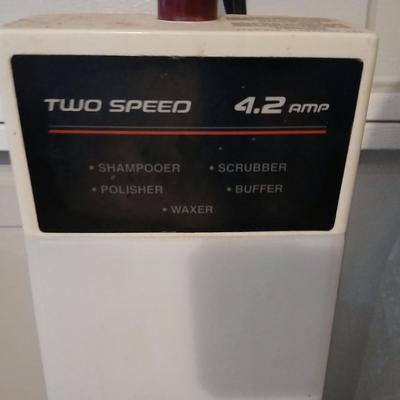 TWO SPEED 4.2 AMP
• SHAMPOOER • SCRUBBER
• POLISHER • BUFFER
• WAXER